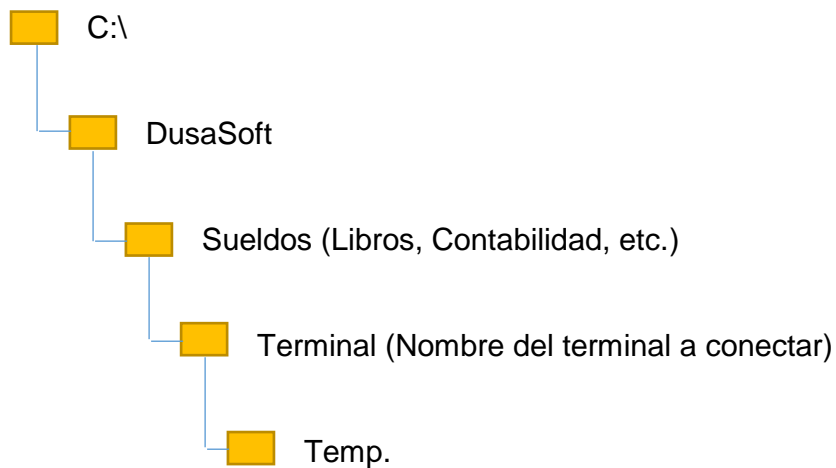 C:\
DusaSoft
Sueldos (Libros, Contabilidad, etc.)
Terminal (Nombre del terminal a conectar)
Temp.